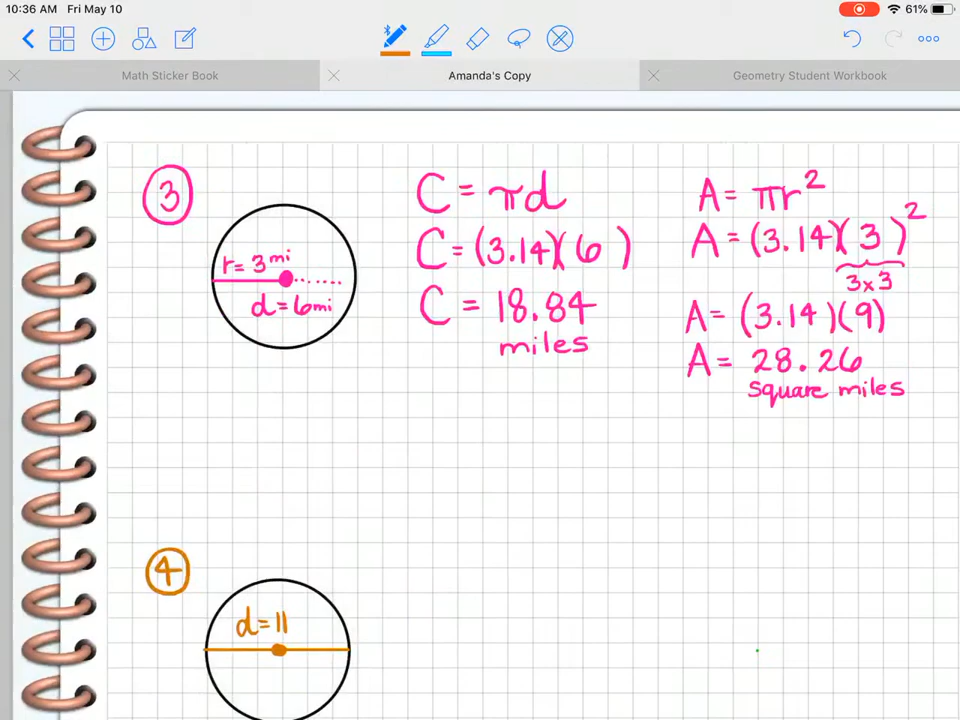 10:36 AM Fri May 10 61%
Math Sticker Book
Amanda's Copy
Geometry Student Workbook
3
r = 3 mi
d = 6mi
C = πd
C = (3.14)(6)
C = 18.84
miles
A = πr²
A = (3.14)(3)²
3x3
A = (3.14)(9)
A = 28.26
square miles
4
d = 11